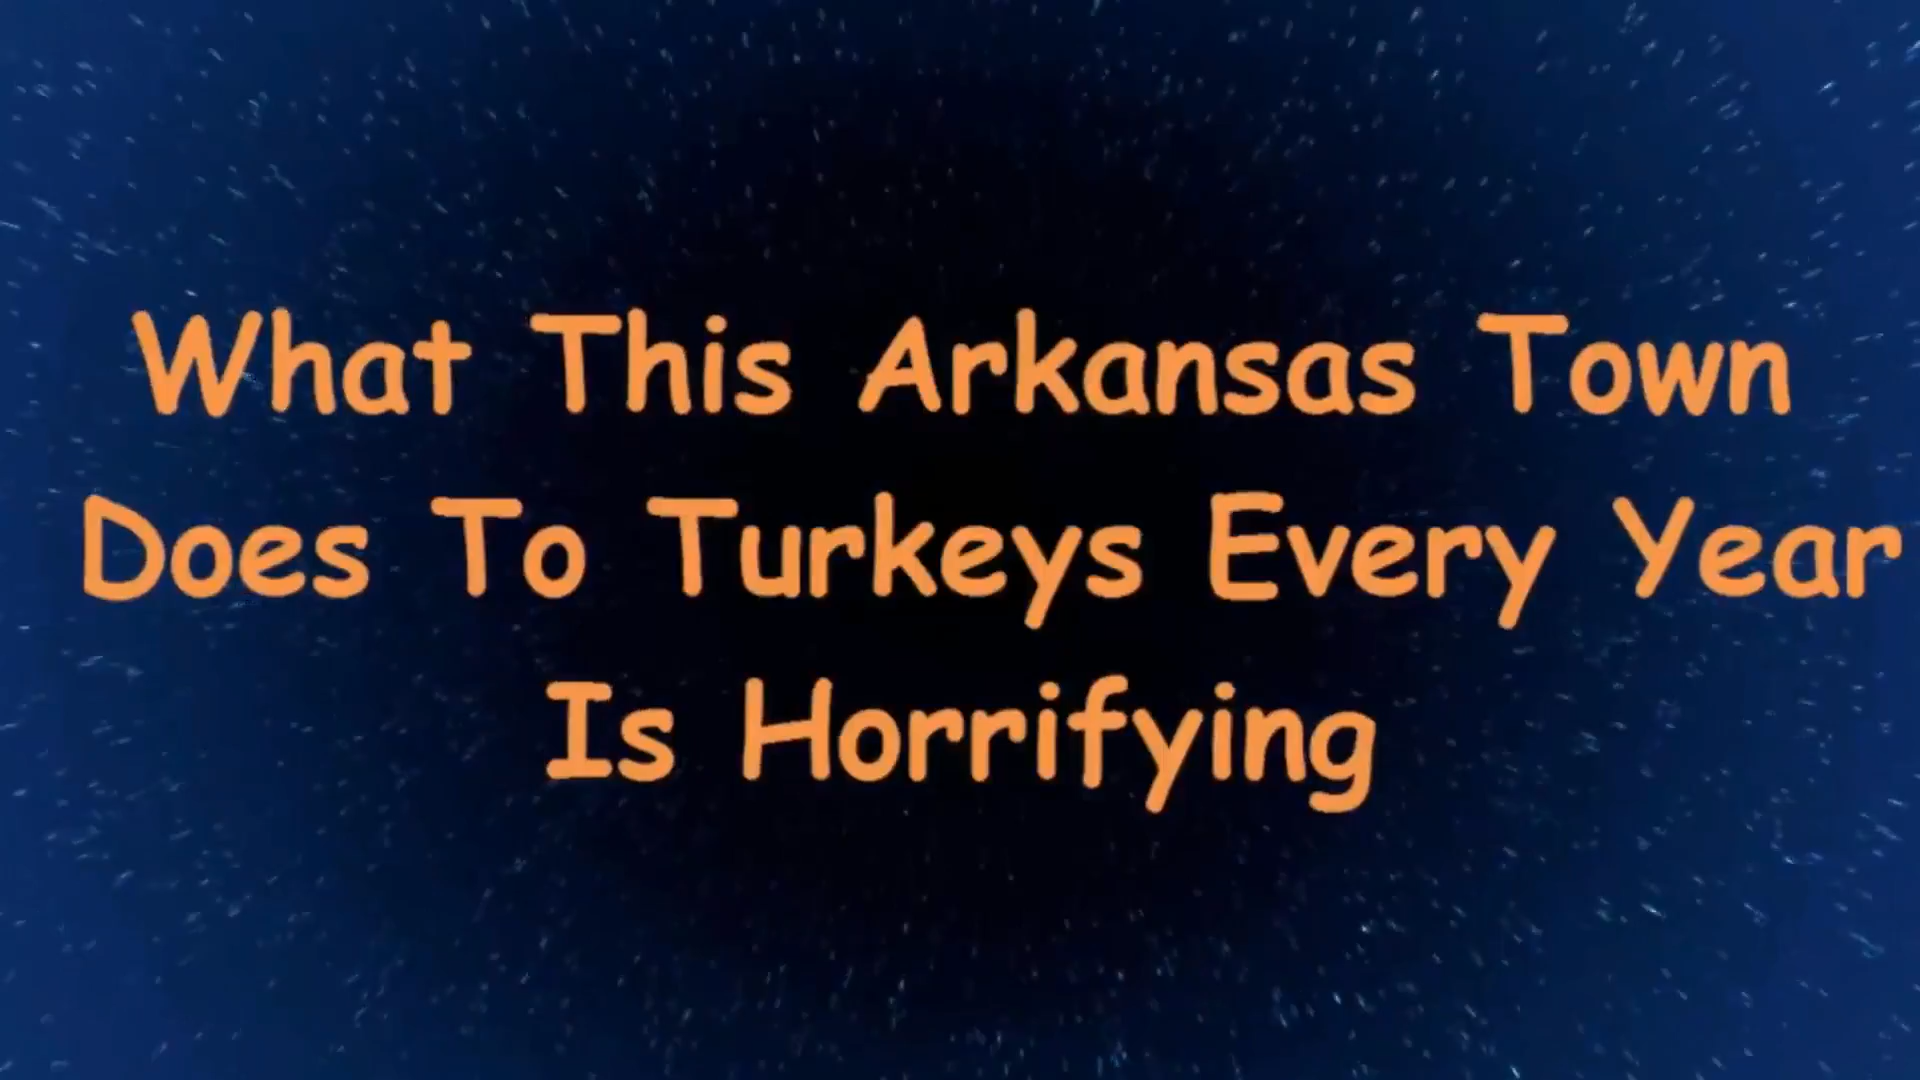 What This Arkansas Town
Does To Turkeys Every Year
Is Horrifying